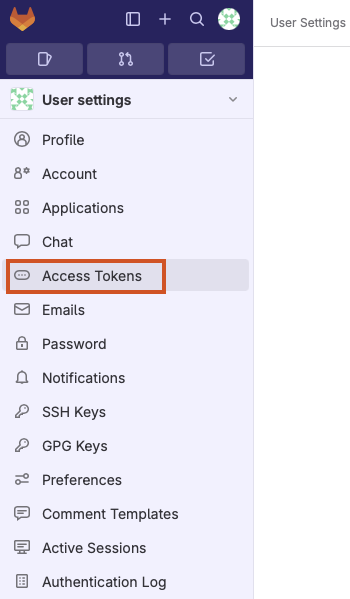 User Settings
User settings
Profile
Account
Applications
Chat
Access Tokens
Emails
Password
Notifications
SSH Keys
GPG Keys
Preferences
Comment Templates
Active Sessions
Authentication Log